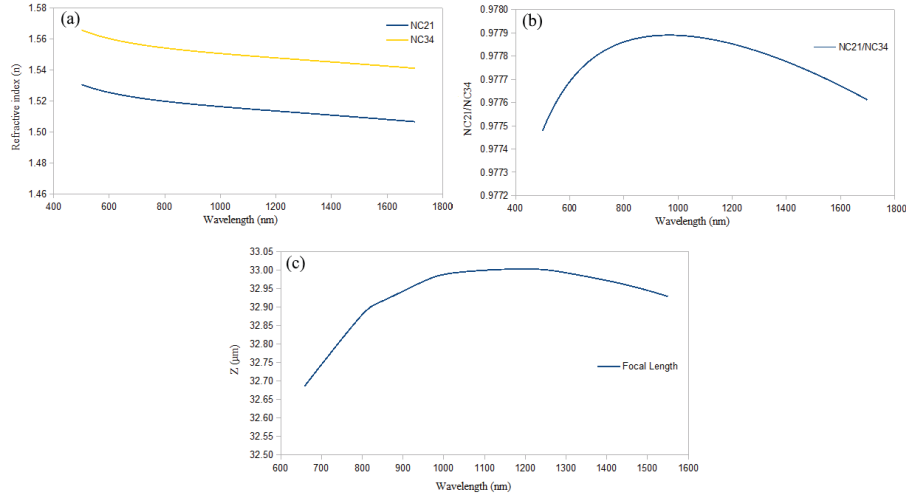 (a)
NC21
NC34
Refractive index (n)
1.58
1.56
1.54
1.52
1.50
1.48
1.46
400 600 800 1000 1200 1400 1600 1800
Wavelength (nm)
(b)
NC21/NC34
NC21/NC34
0.9780
0.9779
0.9778
0.9777
0.9776
0.9775
0.9774
0.9773
0.9772
400 600 800 1000 1200 1400 1600 1800
Wavelength (nm)
(c)
Focal Length
Z (μm)
33.05
33.00
32.95
32.90
32.85
32.80
32.75
32.70
32.65
32.60
32.55
32.50
600 700 800 900 1000 1100 1200 1300 1400 1500 1600
Wavelength (nm)